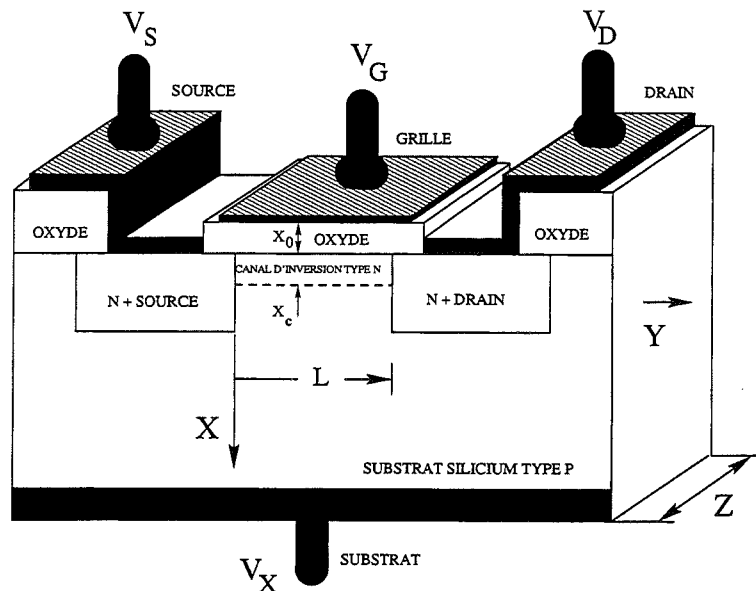 V_S
V_G
V_D
SOURCE
GRILLE
DRAIN
OXYDE
X_0
OXYDE
OXYDE
CANAL D'INVERSION TYPE N
N + SOURCE
X_c
N + DRAIN
Y
L
X
SUBSTRAT SILICIUM TYPE P
Z
V_X
SUBSTRAT